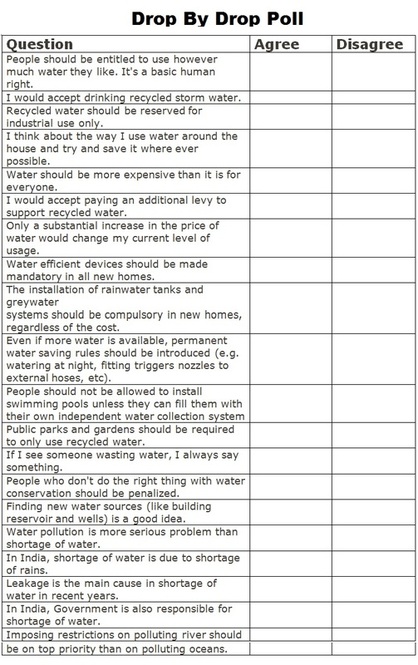 Drop By Drop Poll
Question Agree Disagree
People should be entitled to use however
much water they like. It's a basic human
right.
I would accept drinking recycled storm water.
Recycled water should be reserved for
industrial use only.
I think about the way I use water around the
house and try and save it where ever
possible.
Water should be more expensive than it is for
everyone.
I would accept paying an additional levy to
support recycled water.
Only a substantial increase in the price of
water would change my current level of
usage.
Water efficient devices should be made
mandatory in all new homes.
The installation of rainwater tanks and
greywater
systems should be compulsory in new homes,
regardless of the cost.
Even if more water is available, permanent
water saving rules should be introduced (e.g.
watering at night, fitting triggers nozzles to
external hoses, etc).
People should not be allowed to install
swimming pools unless they can fill them with
their own independent water collection system
Public parks and gardens should be required
to only use recycled water.
If I see someone wasting water, I always say
something.
People who don't do the right thing with water
conservation should be penalized.
Finding new water sources (like building
reservoir and wells) is a good idea.
Water pollution is more serious problem than
shortage of water.
In India, shortage of water is due to shortage
of rains.
Leakage is the main cause in shortage of
water in recent years.
In India, Government is also responsible for
shortage of water.
Imposing restrictions on polluting river should
be on top priority than on polluting oceans.